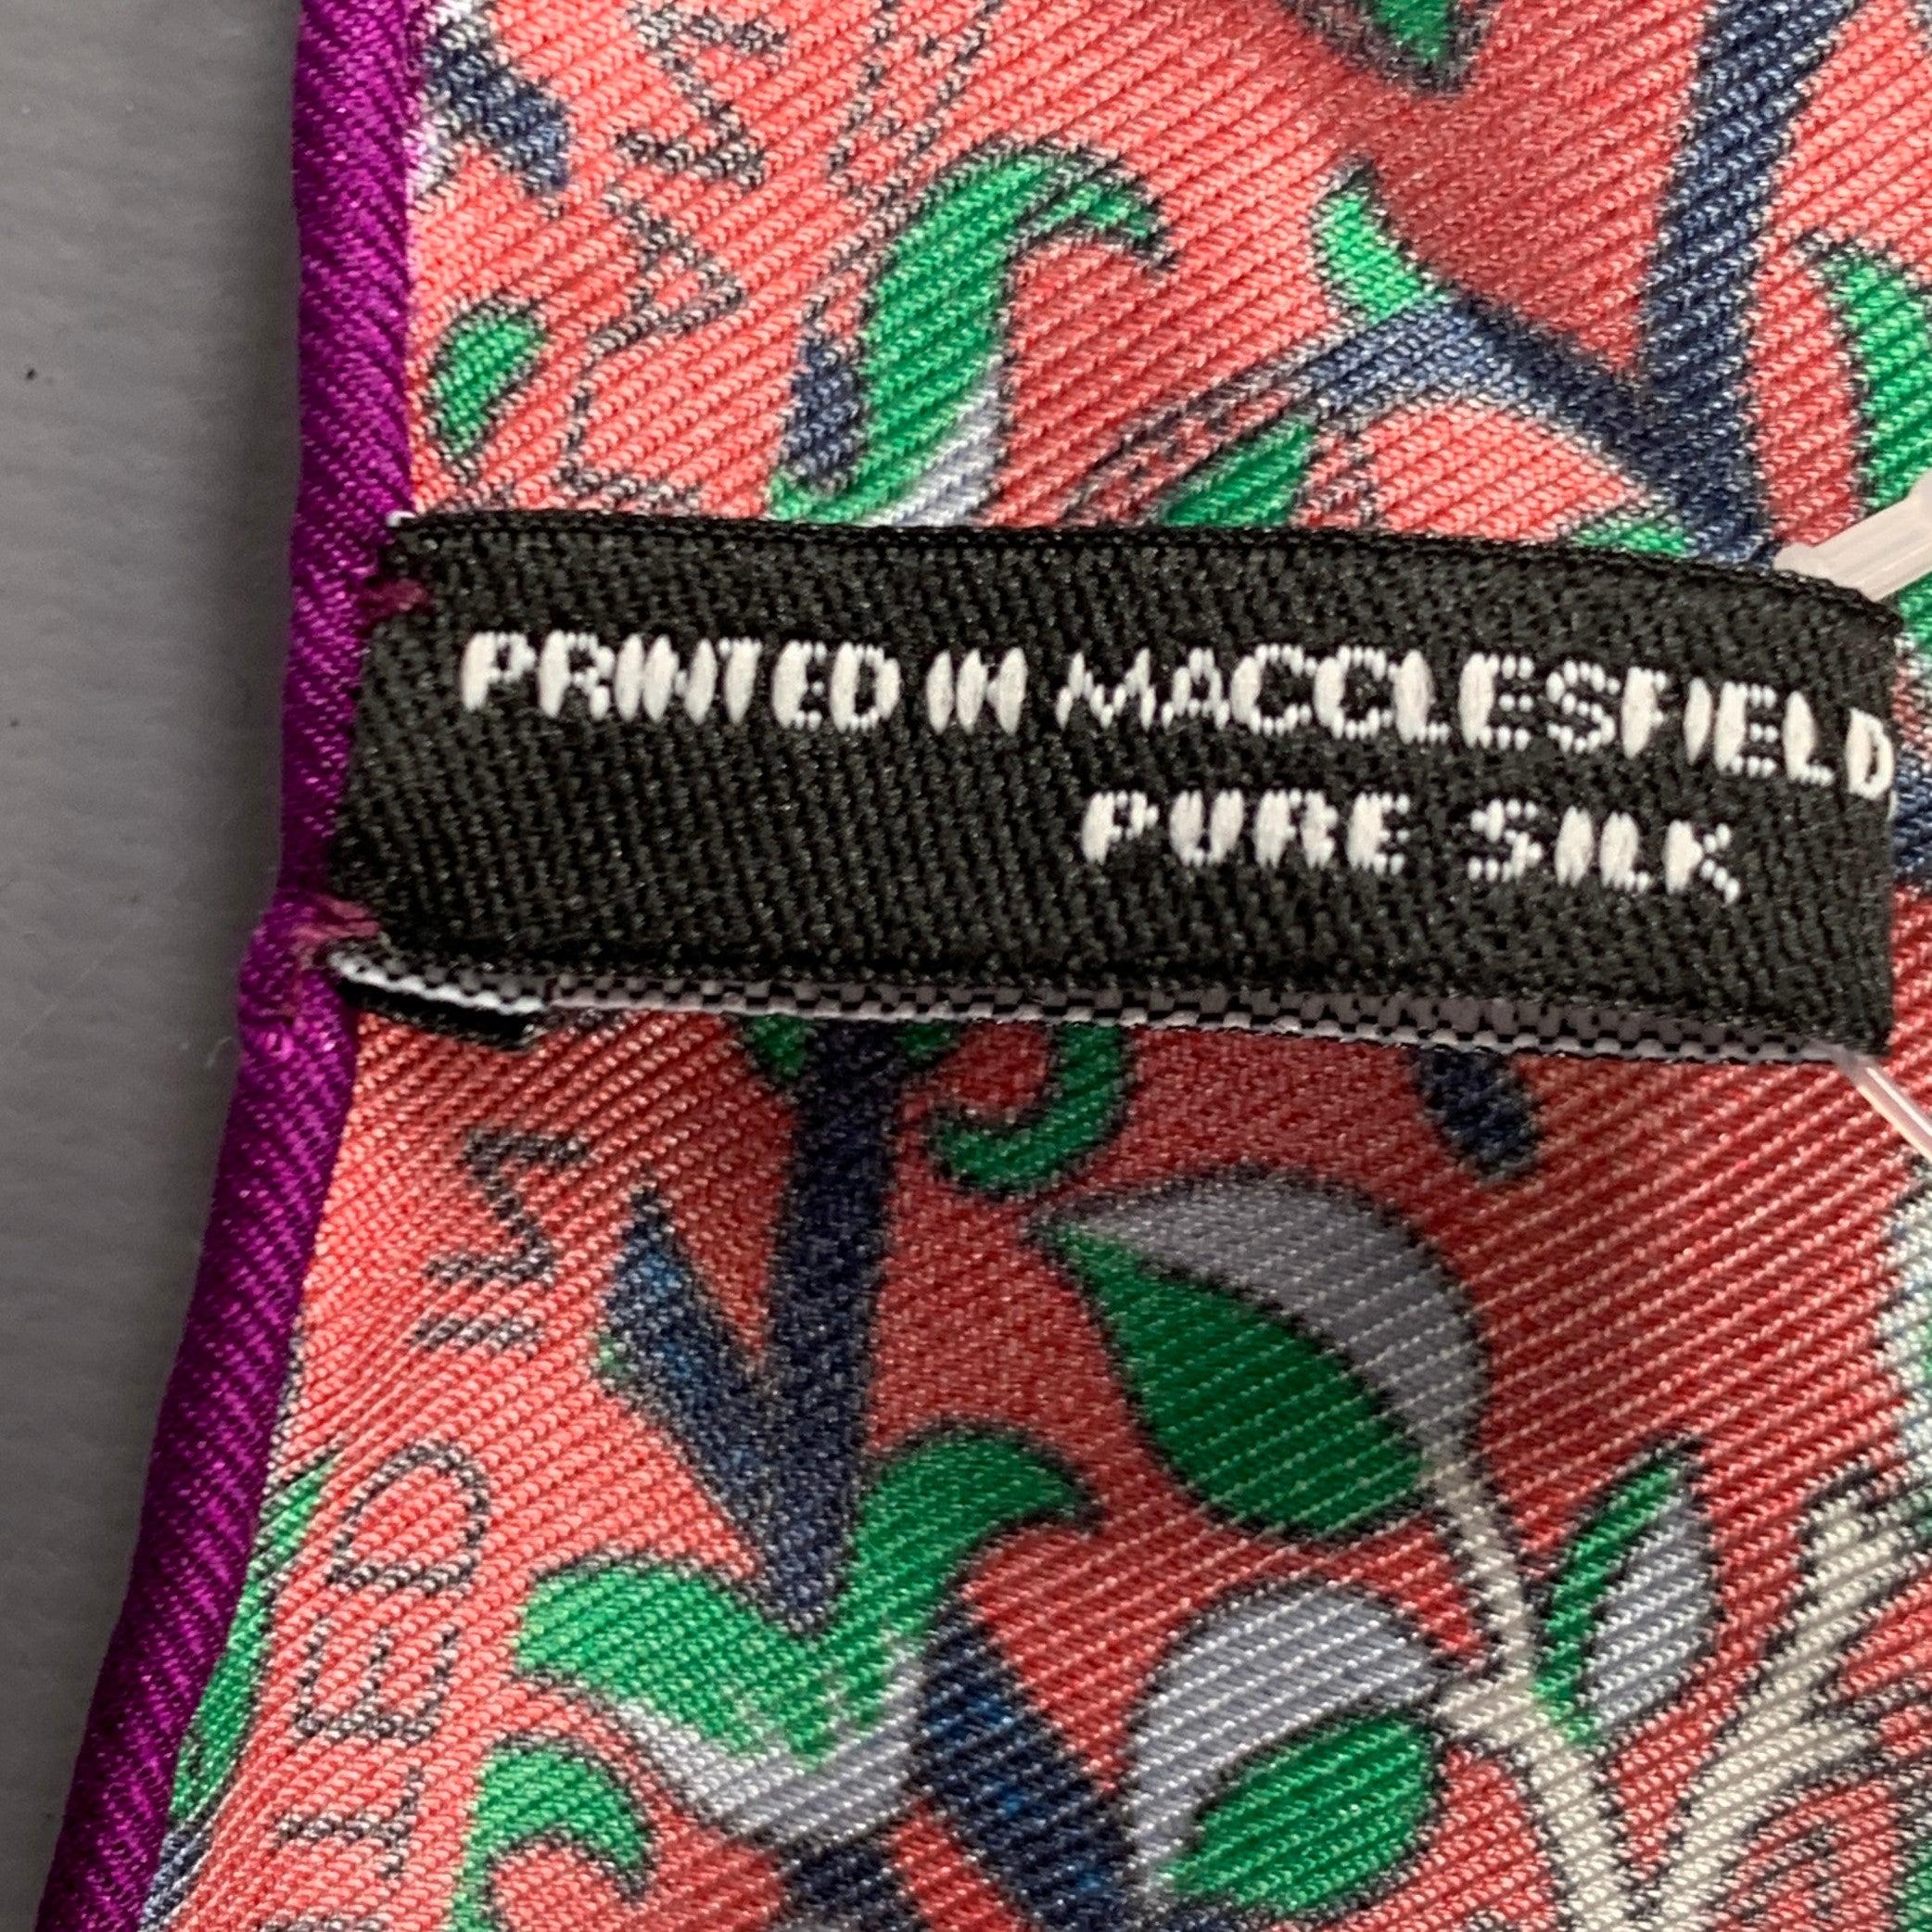 PRINTED IN MACCLESFIELD
PURE SILK